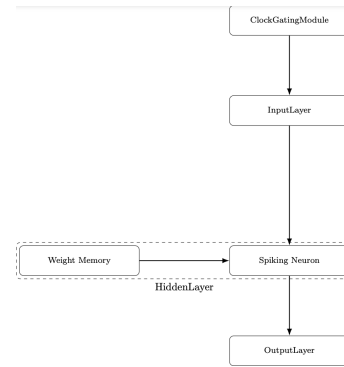 ClockGatingModule
InputLayer
Weight Memory
Spiking Neuron
HiddenLayer
OutputLayer